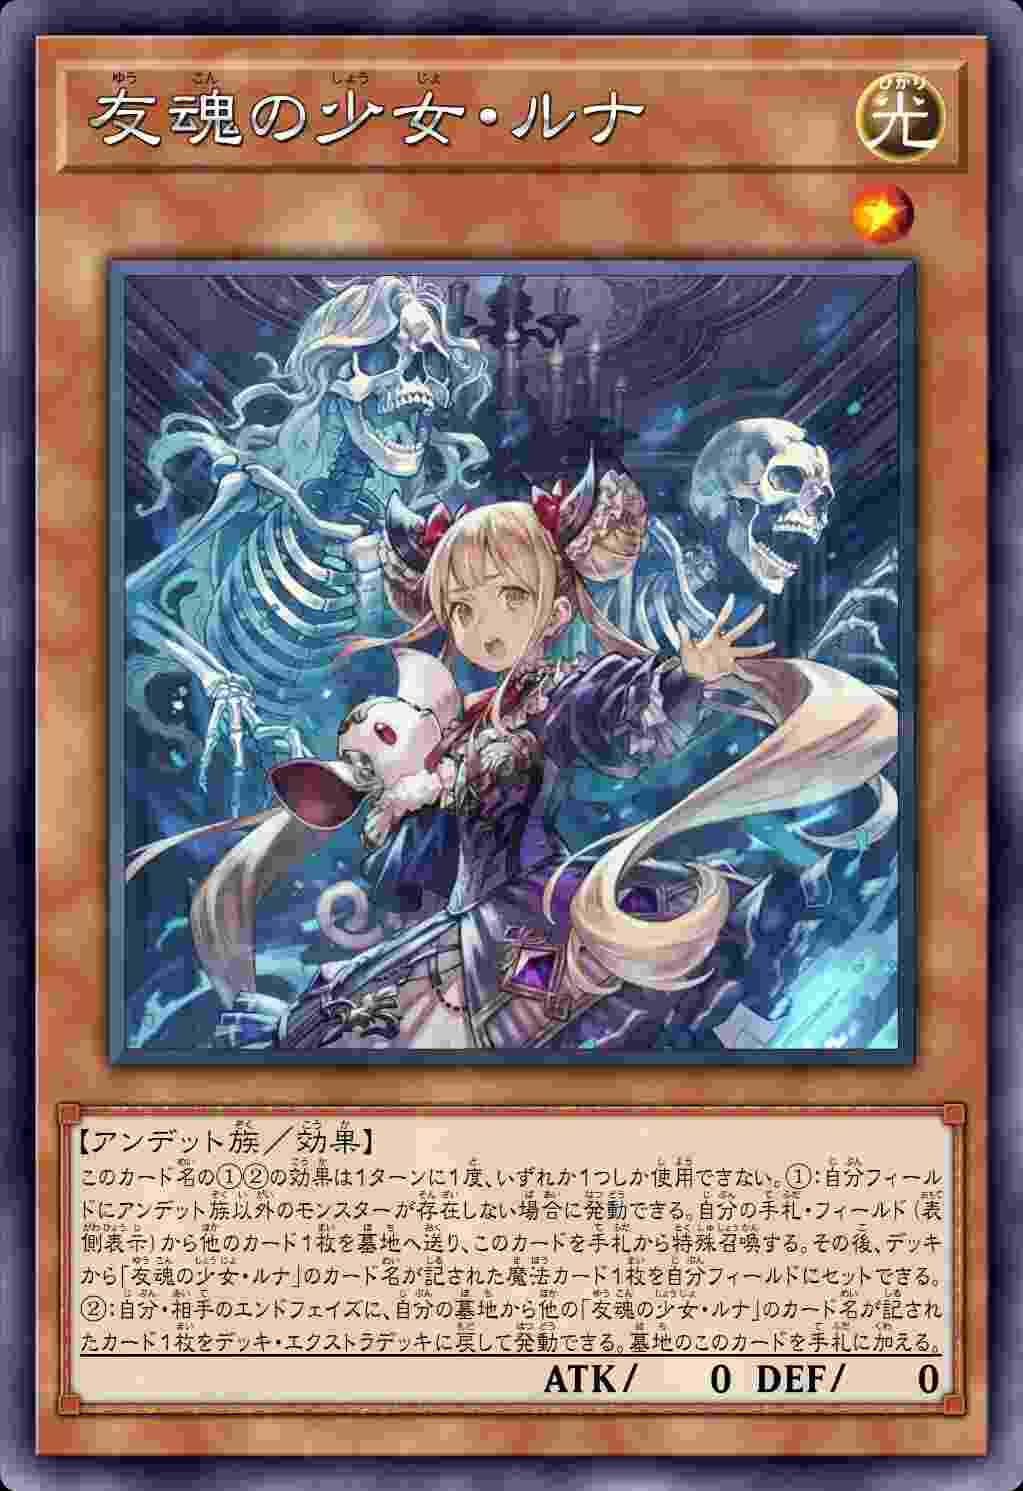 友魂の少女・ルナ
光
【アンデット族／効果】
このカード名の①②の効果は1ターンに1度、いずれか1つしか使用できない。①：自分フィール
ドにアンデット族以外のモンスターが存在しない場合に発動できる。自分の手札・フィールド（表
側表示）から他のカード1枚を墓地へ送り、このカードを手札から特殊召喚する。その後、デッキ
から「友魂の少女・ルナ」のカード名が記された魔法カード1枚を自分フィールドにセットできる。
②：自分・相手のエンドフェイズに、自分の墓地から他の「友魂の少女・ルナ」のカード名が記され
たカード1枚をデッキ・エクストラデッキに戻して発動できる。墓地のこのカードを手札に加える。
ATK/ 0 DEF/ 0